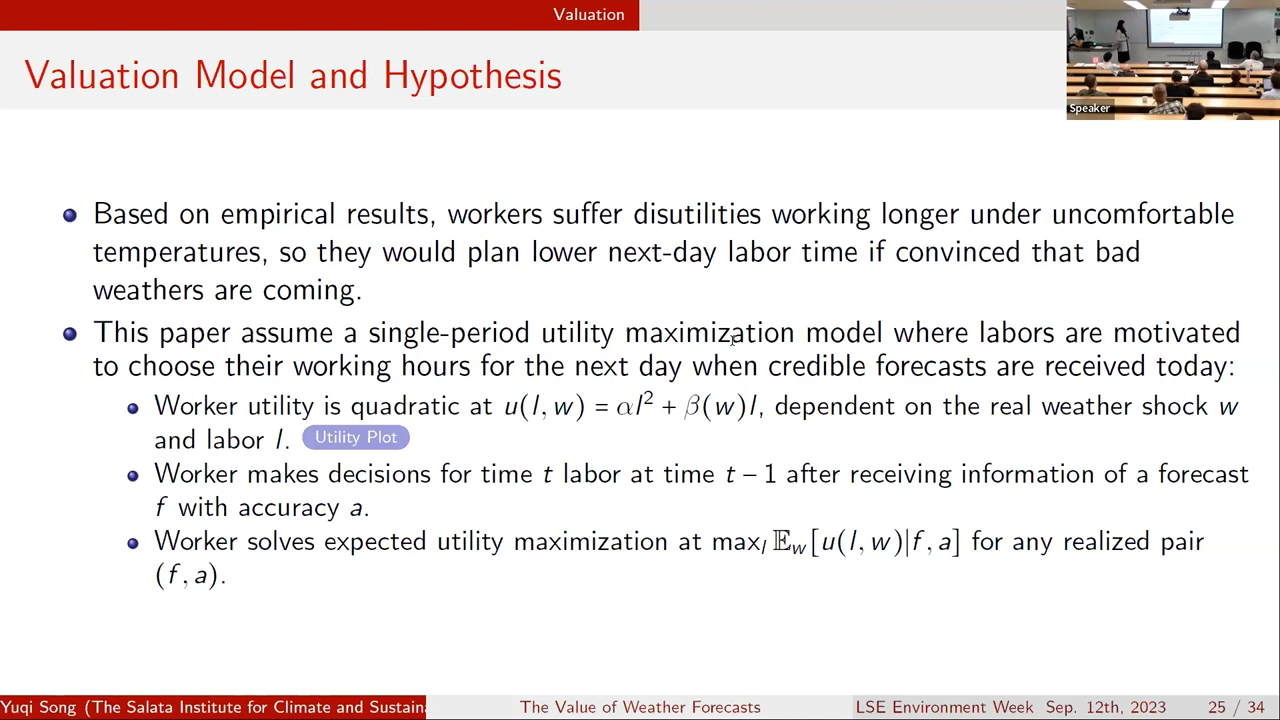 Valuation
Valuation Model and Hypothesis
Speaker
Based on empirical results, workers suffer disutilities working longer under uncomfortable
temperatures, so they would plan lower next-day labor time if convinced that bad
weathers are coming.
This paper assume a single-period utility maximization model where labors are motivated
to choose their working hours for the next day when credible forecasts are received today:
Worker utility is quadratic at u(l, w) = αl² + β(w)l, dependent on the real weather shock w
and labor l. Utility Plot
Worker makes decisions for time t labor at time t − 1 after receiving information of a forecast
f with accuracy a.
Worker solves expected utility maximization at maxₗ 𝔼w[u(l, w)|f, a] for any realized pair
(f, a).
Yuqi Song (The Salata Institute for Climate and Sustaina
The Value of Weather Forecasts
LSE Environment Week Sep. 12th, 2023 25 / 34